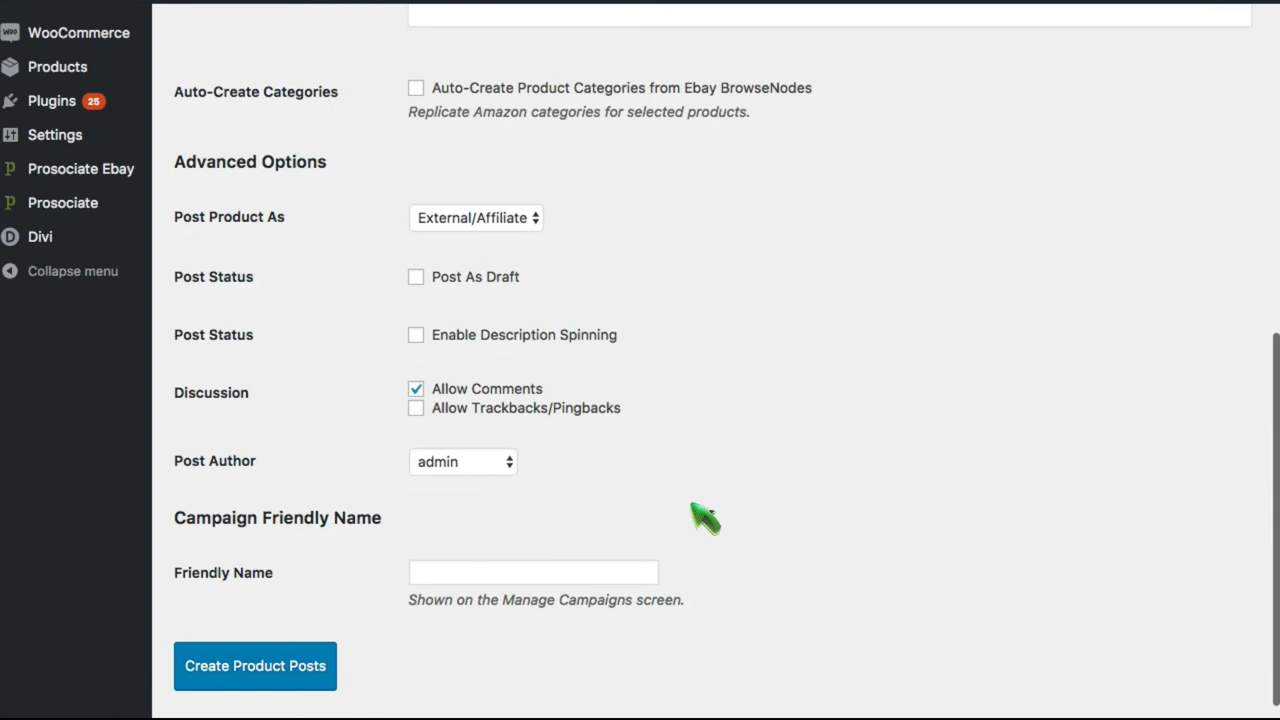 WOO WooCommerce
Products
Plugins 25
Settings
Prosociate Ebay
Prosociate
Divi
Collapse menu
Auto-Create Categories
Auto-Create Product Categories from Ebay BrowseNodes
Replicate Amazon categories for selected products.
Advanced Options
Post Product As
External/Affiliate
Post Status
Post As Draft
Post Status
Enable Description Spinning
Discussion
Allow Comments
Allow Trackbacks/Pingbacks
Post Author
admin
Campaign Friendly Name
Friendly Name
Shown on the Manage Campaigns screen.
Create Product Posts